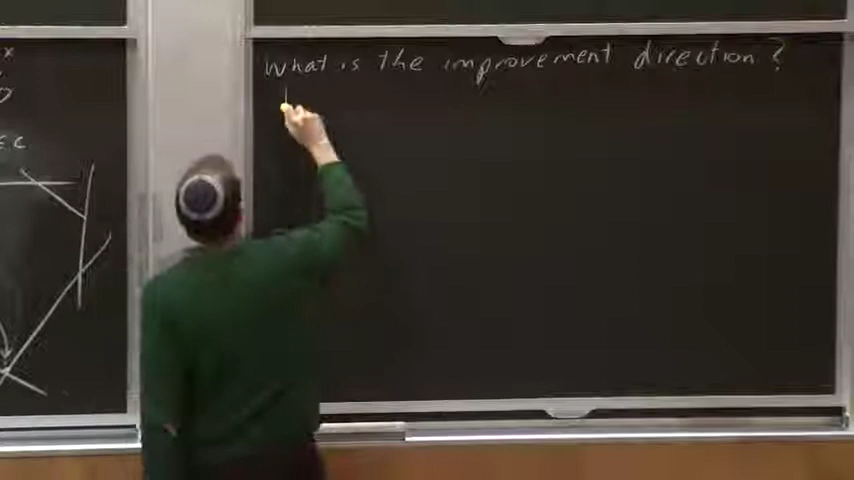 What is the improvement direction?